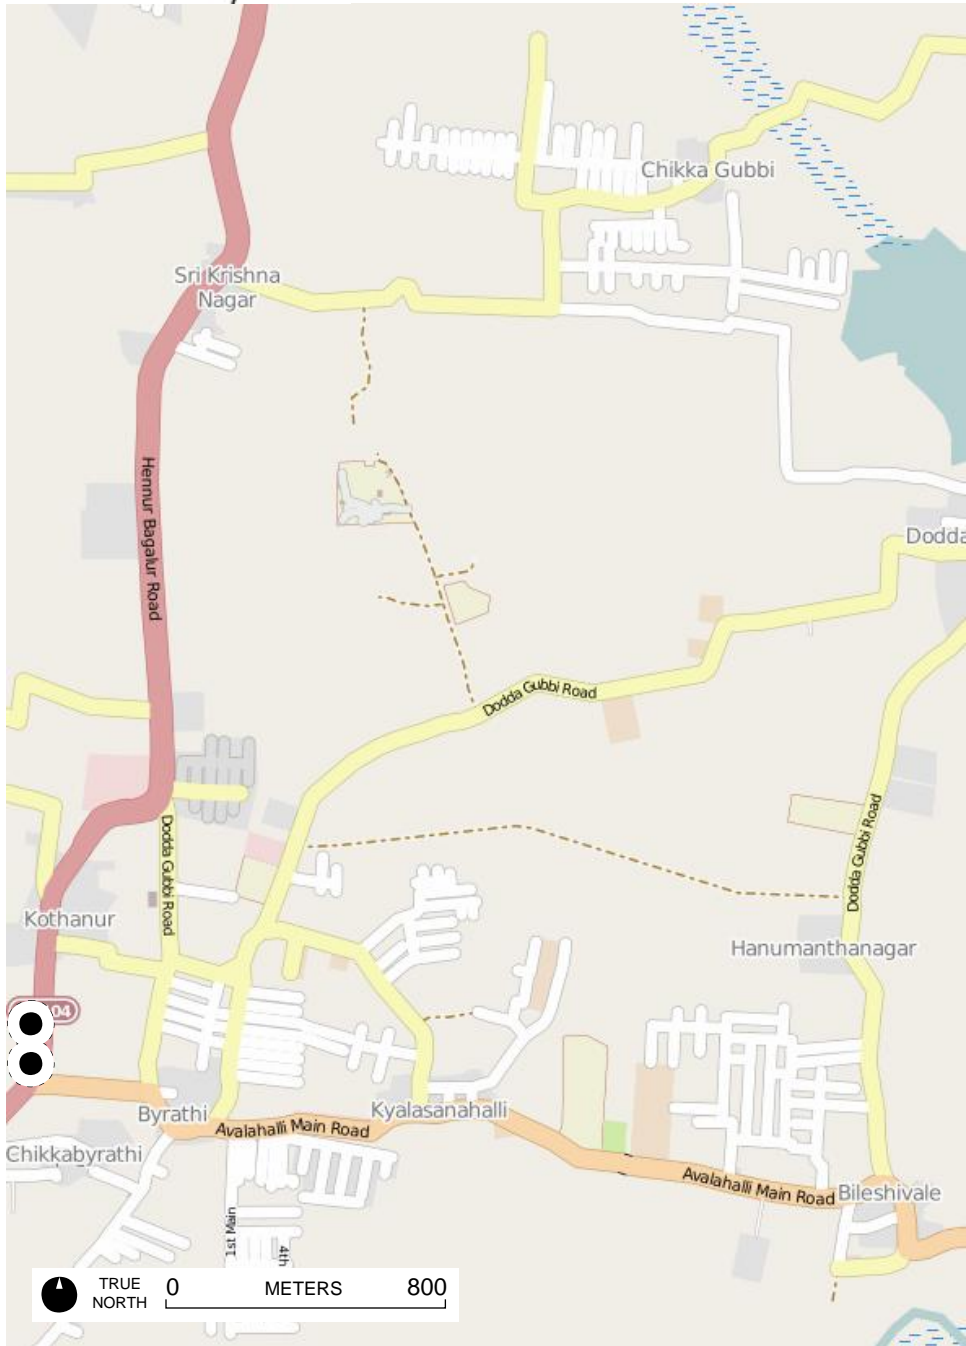 Chikka Gubbi
Sri Krishna
Nagar
Hennur Bagalur Road
Dodda
Dodda Gubbi Road
Dodda Gubbi Road
Dodda Gubbi Road
Kothanur
Hanumanthanagar
04
Byrathi
Kyalasanahalli
Avalahalli Main Road
Chikkabyrathi
Avalahalli Main Road
Bileshivale
1st Main
4th
TRUE
NORTH
0 METERS 800